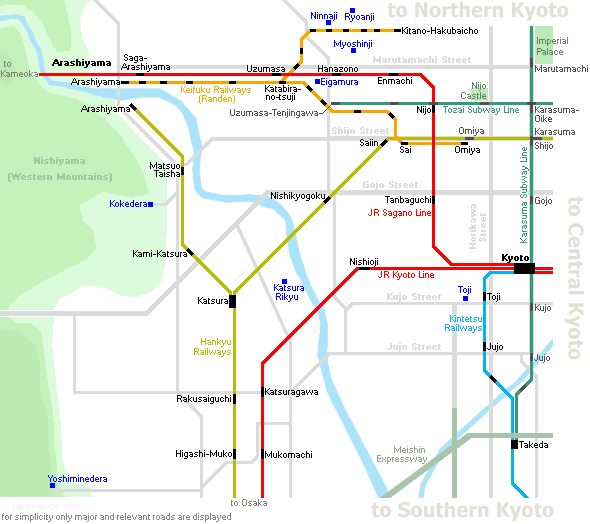 to Northern Kyoto
Ninnaji
Ryoanji
Kitano-Hakubaicho
Myoshinji
Imperial
Palace
Marutamachi Street
Marutamachi
to
Kameoka
Arashiyama
Saga-
Arashiyama
Uzumasa
Hanazono
Enmachi
Arashiyama
Keifuku Railways
(Randen)
Katabira-
no-tsuji
Eigamura
Nijo
Castle
Arashiyama
Uzumasa-Tenjingawa
Nijo
Tozai Subway Line
Karasuma-
Oike
Shijo Street
Omiya
Karasuma
Saiin
Sai
Omiya
Shijo
Nishiyama
(Western Mountains)
Matsuo
Taisha
Gojo Street
Kokedera
Nishikyogoku
Tanbaguchi
JR Sagano Line
Horikawa
Street
Karasuma Subway Line
Gojo
to Central Kyoto
Kami-Katsura
Nishioji
Kyoto
JR Kyoto Line
Katsura
Katsura
Rikyu
Kujo Street
Toji
Toji
Kujo
Kintetsu
Railways
Hankyu
Railways
Jujo Street
Jujo
Jujo
Rakusaiguchi
Katsuragawa
Higashi-Muko
Mukomachi
Meishin
Expressway
Takeda
Yoshiminedera
to Osaka
to Southern Kyoto
for simplicity only major and relevant roads are displayed